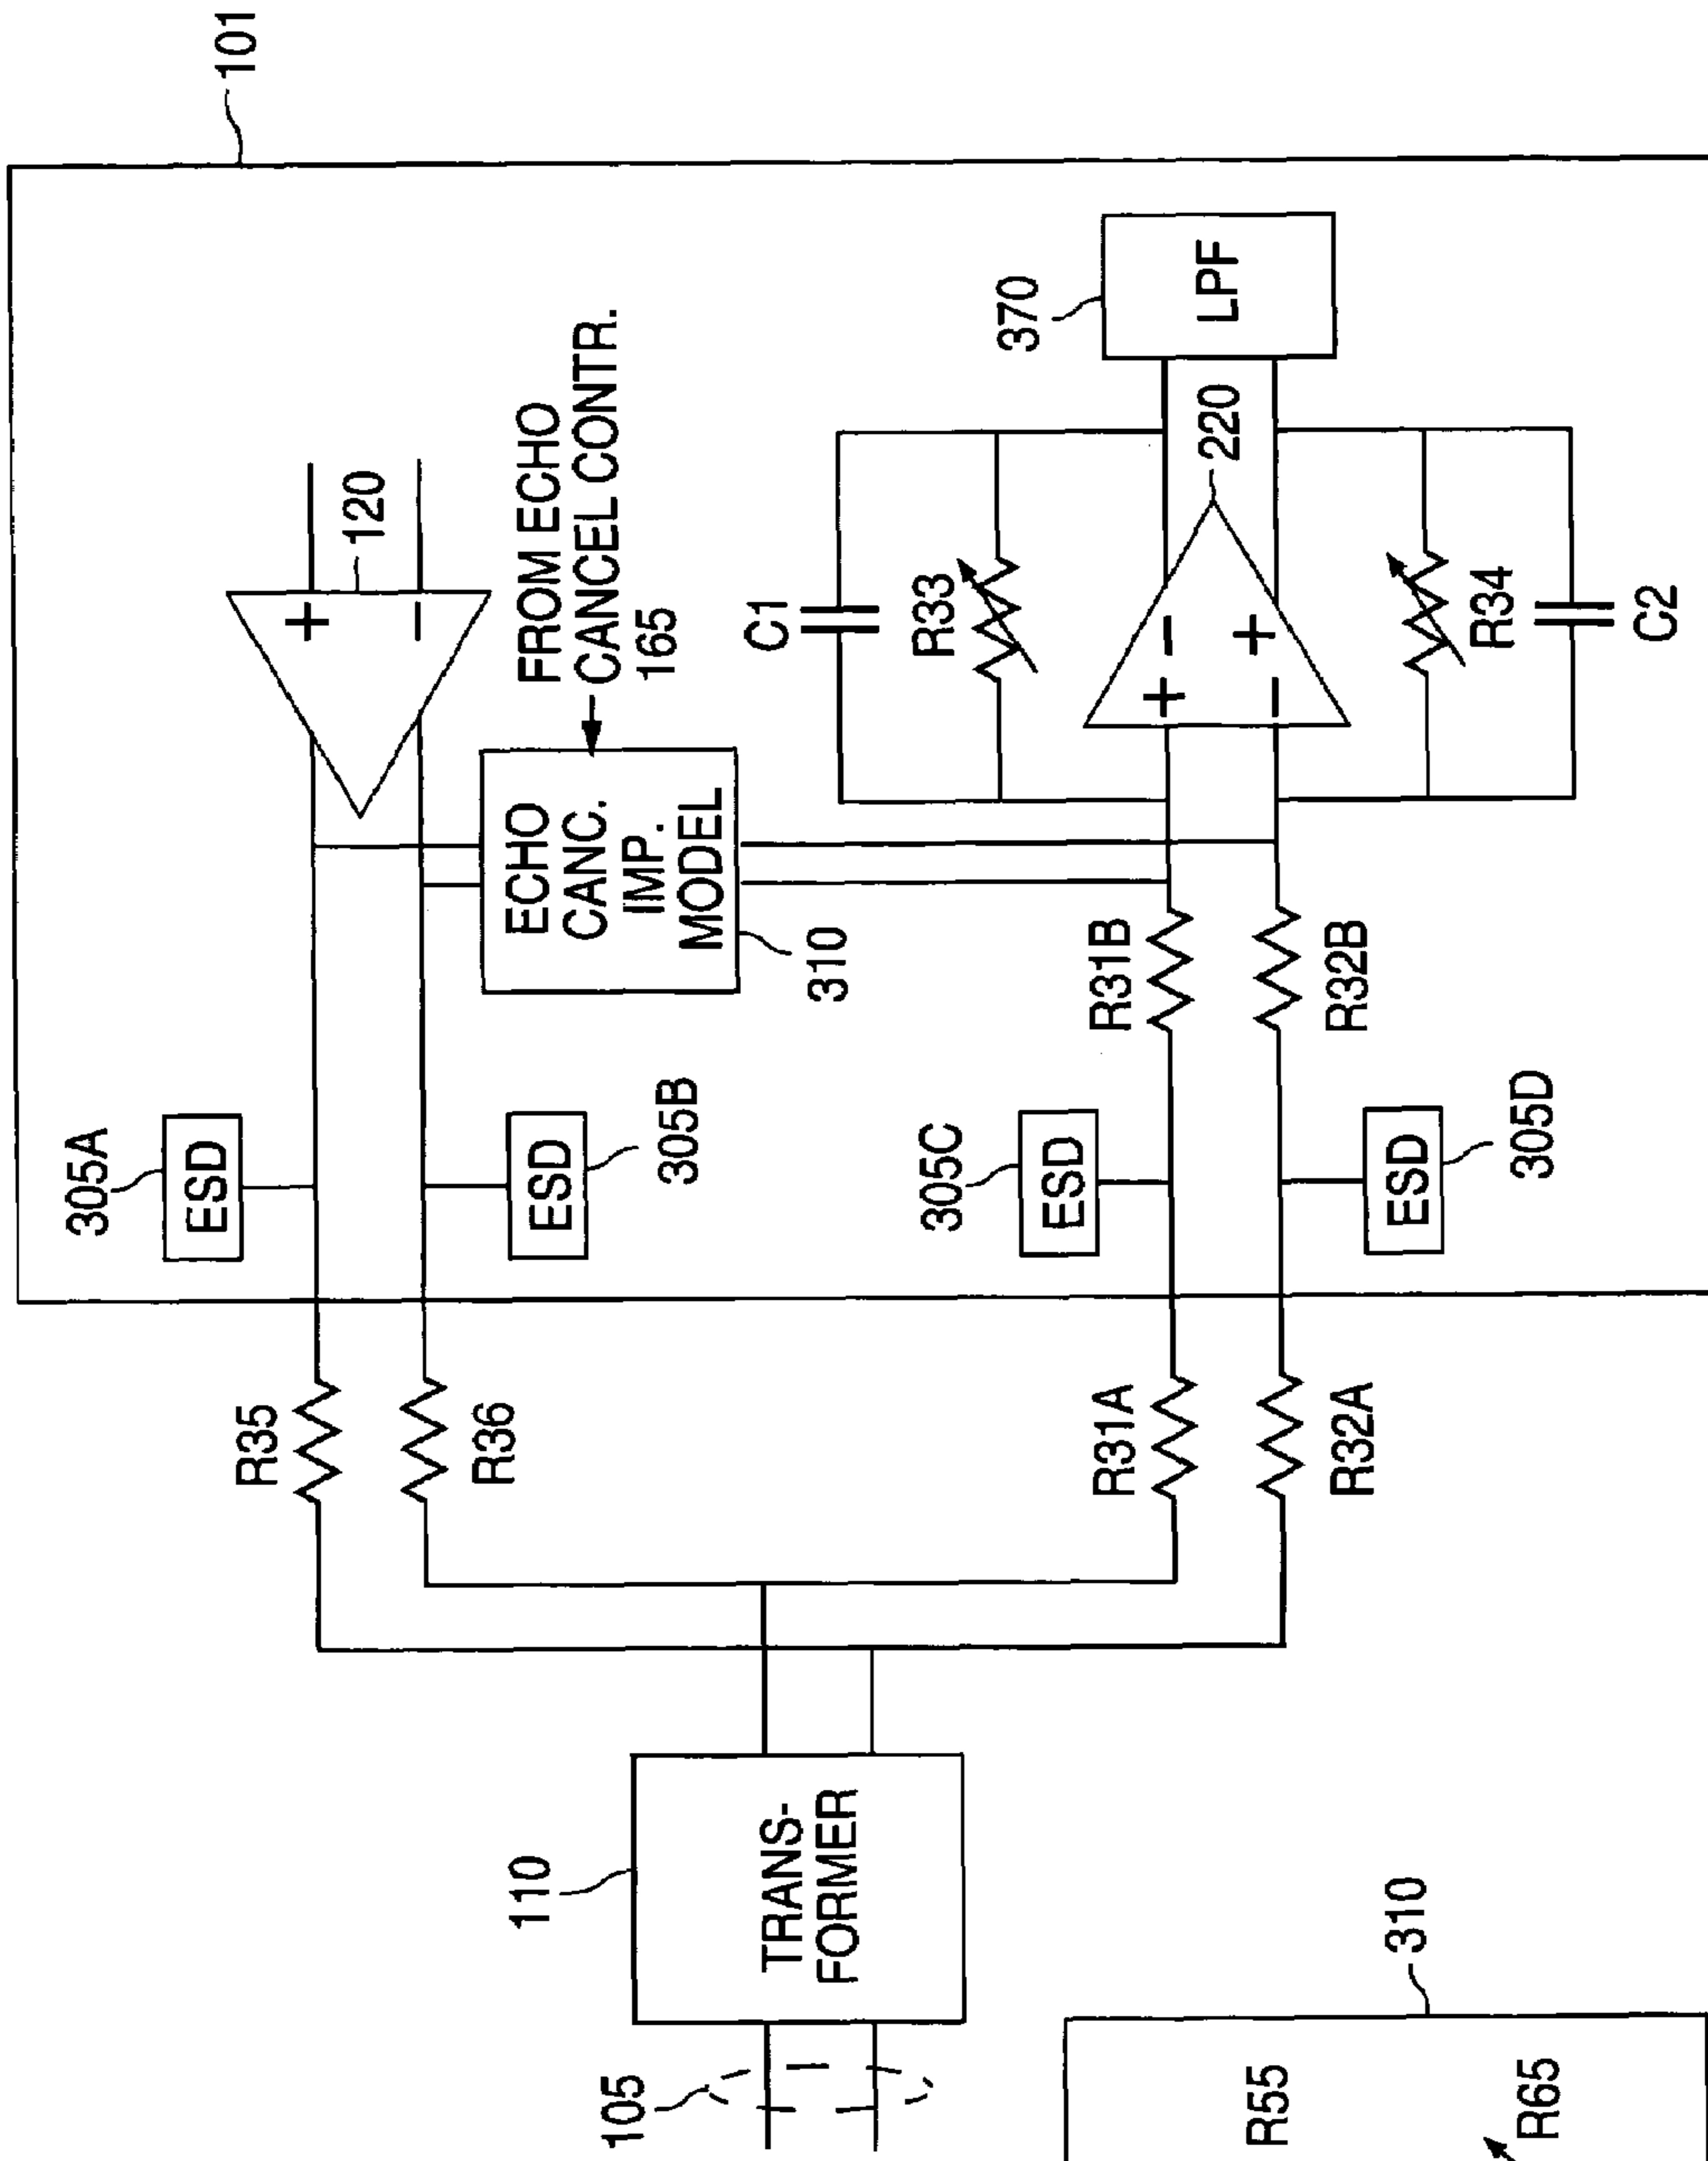 101
120
FROM ECHO
CANCEL CONTR.
165
+
-
370
LPF
220
C1
R33
+ -
- +
R34
C2
ECHO
CANC.
IMP.
MODEL
310
305A
ESD
ESD
305B
305C
ESD
ESD
305D
R31B
R32B
R35
R36
R31A
R32A
110
TRANS-
FORMER
105
310
R55
R65